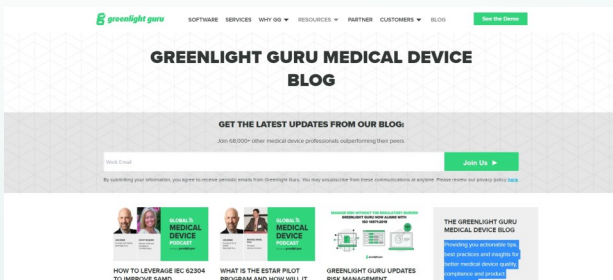 greenlight guru
SOFTWARE SERVICES WHY GG RESOURCES PARTNER CUSTOMERS BLOG
See the Demo
GREENLIGHT GURU MEDICAL DEVICE
BLOG
GET THE LATEST UPDATES FROM OUR BLOG:
Join 68,000+ other medical device professionals outperforming their peers.
Work Email
Join Us
By submitting your information, you agree to receive periodic emails from Greenlight Guru. You may unsubscribe from these communications at anytime. Please review our privacy policy here.
GLOBAL
MEDICAL
DEVICE
PODCAST
GLOBAL
MEDICAL
DEVICE
PODCAST
HOW TO LEVERAGE IEC 62304
TO IMPROVE SAMD
WHAT IS THE ESTAR PILOT
PROGRAM AND HOW WILL IT
GREENLIGHT GURU UPDATES
RISK MANAGEMENT
THE GREENLIGHT GURU
MEDICAL DEVICE BLOG
Providing you actionable tips,
best practices and insights for
better medical device quality,
compliance and product